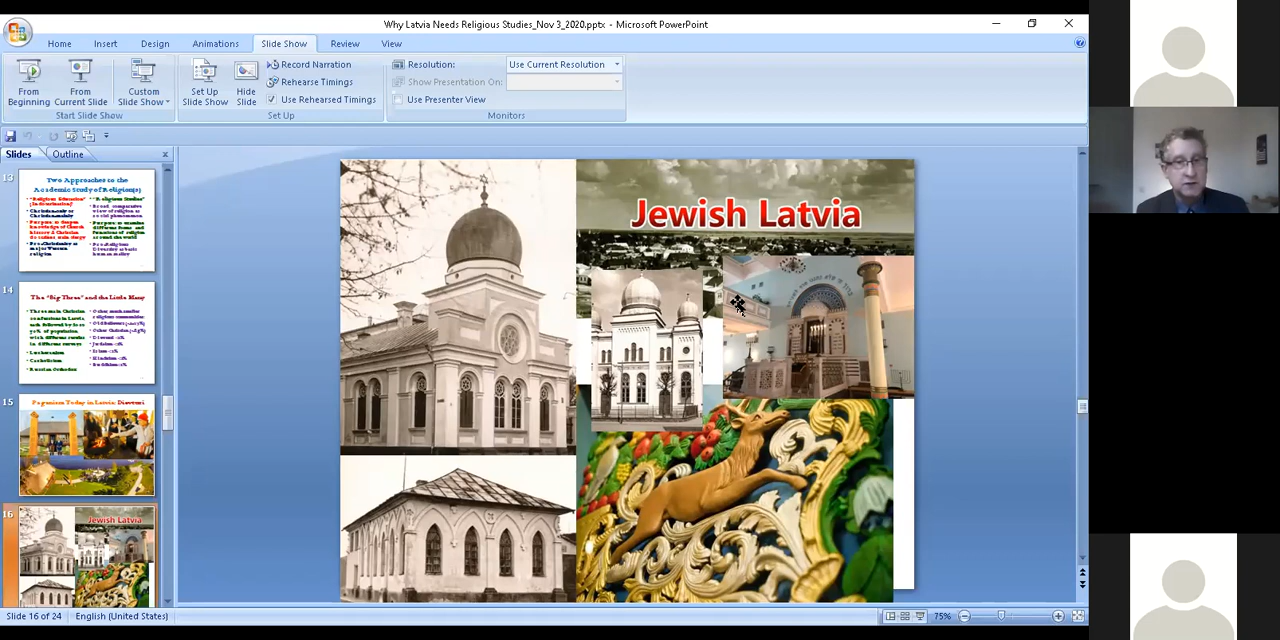 Why Latvia Needs Religious Studies_Nov 3_2020.pptx - Microsoft PowerPoint
Home Insert Design Animations Slide Show Review View
From Beginning
From Current Slide
Custom Slide Show
Start Slide Show
Set Up Slide Show
Hide Slide
Record Narration
Rehearse Timings
Use Rehearsed Timings
Set Up
Resolution: Use Current Resolution
Show Presentation On:
Use Presenter View
Monitors
Slides Outline
13
Two Approaches to the
Academic Study of Religion(s)
14
The "Big Three" and the Little Many
Lutheranism
Catholicism
Russian Orthodox
15
Paganism Today in Latvia: Dievturi
16
Jewish Latvia
Jewish Latvia
Slide 16 of 24 English (United States) 75%